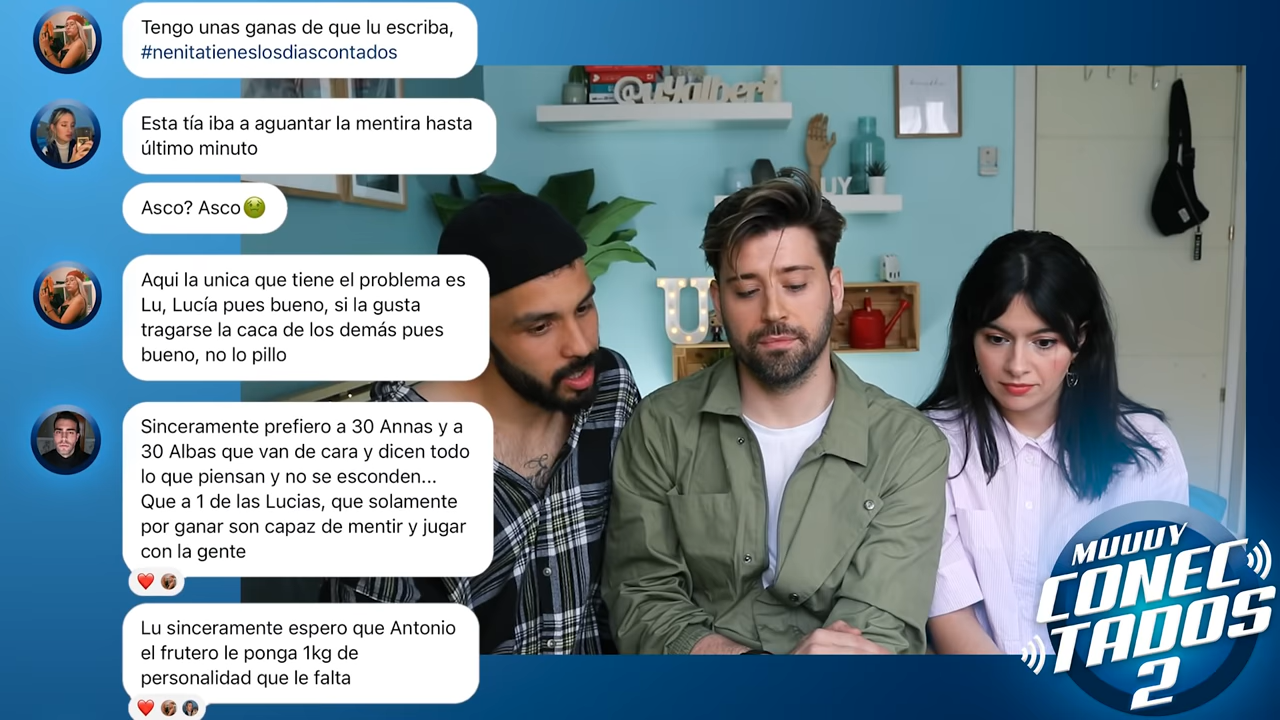 Tengo unas ganas de que lu escriba,
#nenitatieneslosdiascontados
Esta tía iba a aguantar la mentira hasta
último minuto
Asco? Asco🤢
Aqui la unica que tiene el problema es
Lu, Lucía pues bueno, si la gusta
tragarse la caca de los demás pues
bueno, no lo pillo
Sinceramente prefiero a 30 Annas y a
30 Albas que van de cara y dicen todo
lo que piensan y no se esconden...
Que a 1 de las Lucias, que solamente
por ganar son capaz de mentir y jugar
con la gente
Lu sinceramente espero que Antonio
el frutero le ponga 1kg de
personalidad que le falta
@uyalbert
UY
U
MUUUY
CONEC
TADOS
2